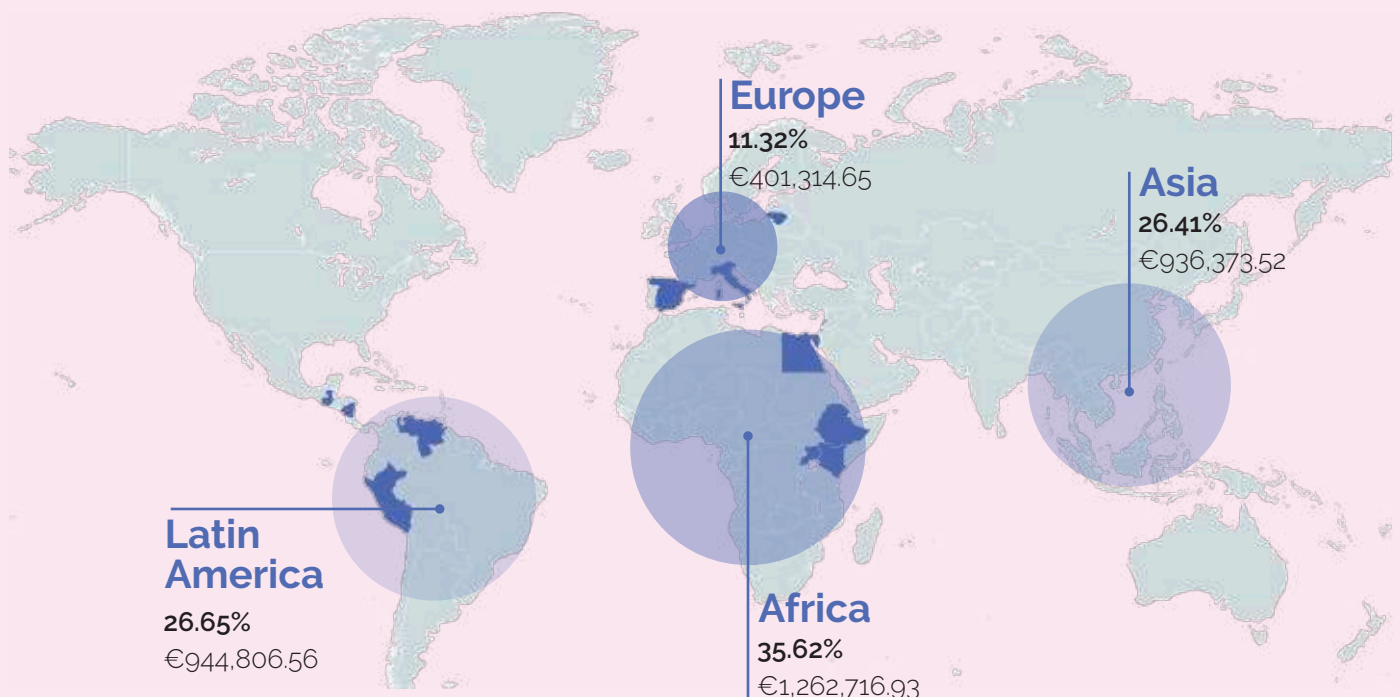 Europe
11.32%
€401,314.65
Asia
26.41%
€936,373.52
Latin
America
26.65%
€944,806.56
Africa
35.62%
€1,262,716.93